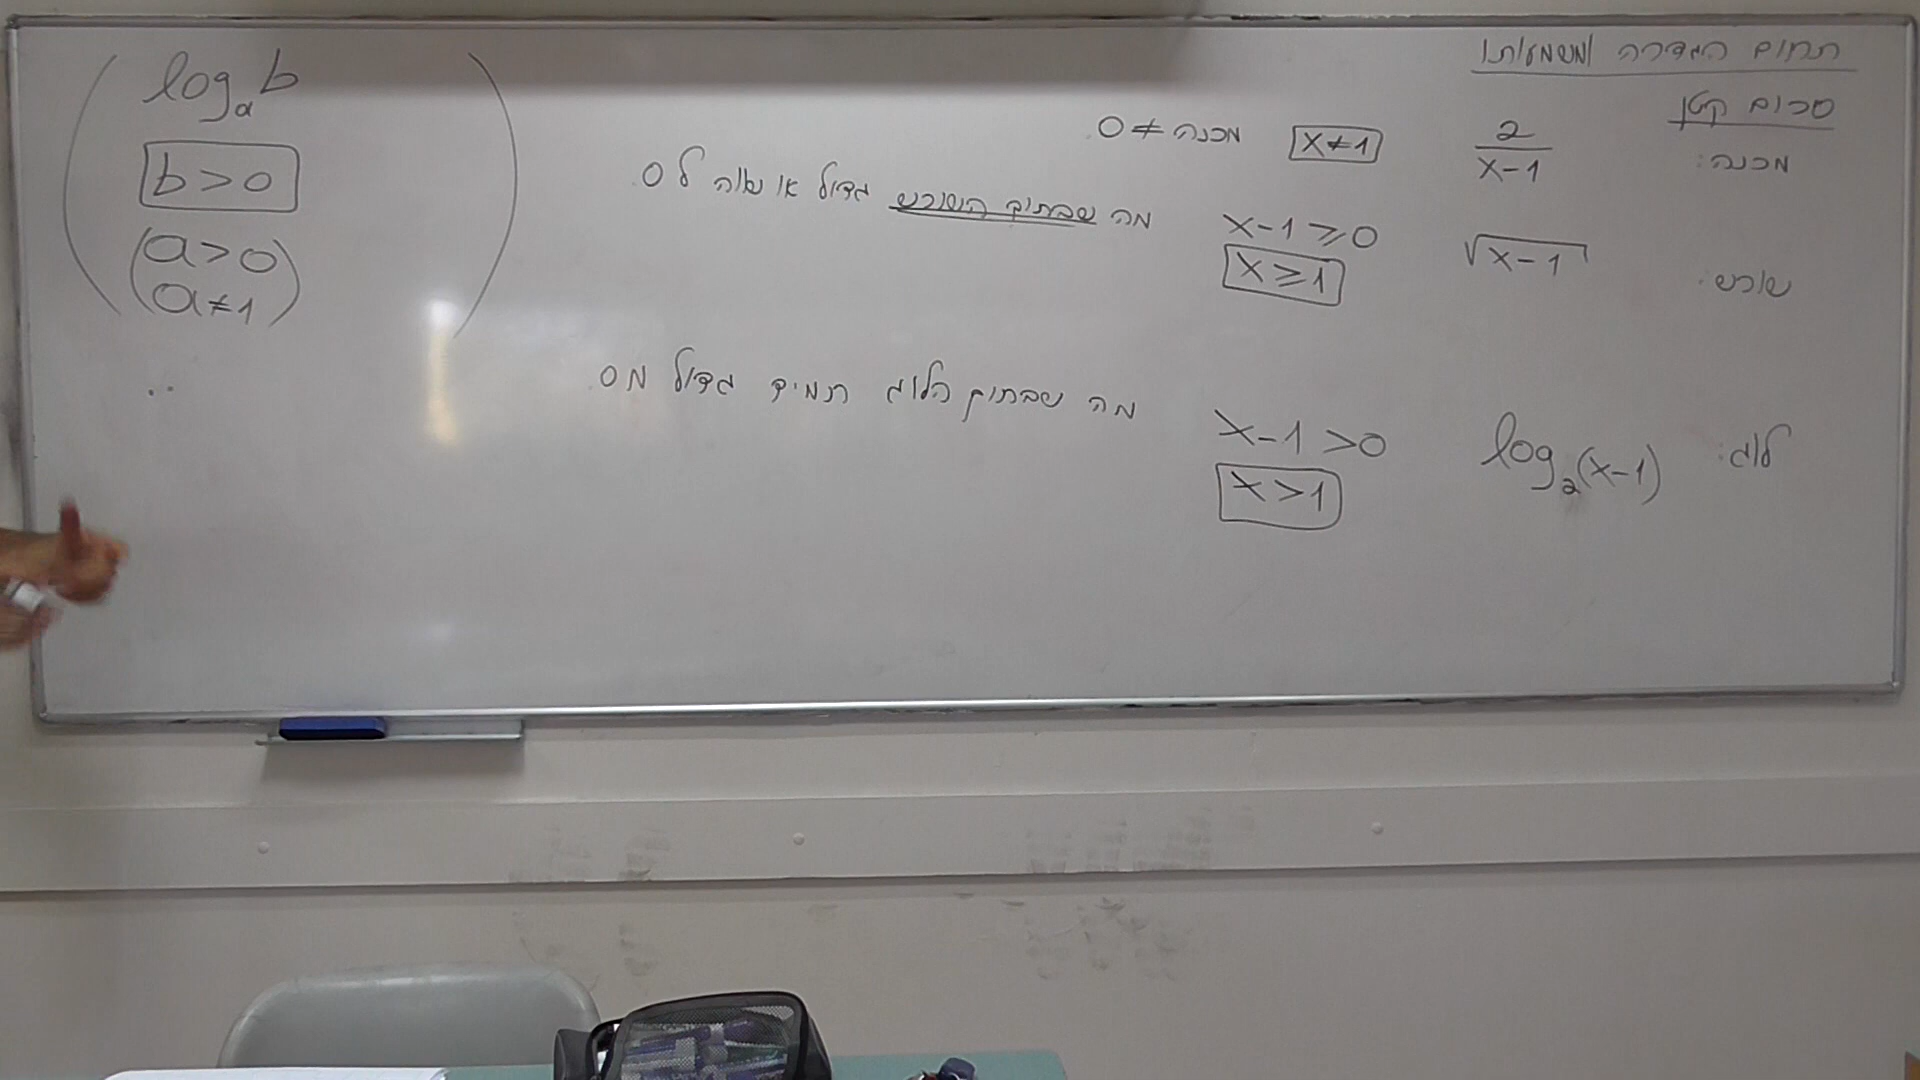 תחום הגדרה ומשמעותו
סכום קטן
מכנה: 2/(x-1) x≠1 מכנה ≠ 0
שורש: √(x-1) x-1⩾0 מה שבתוך השורש גדול או שווה ל 0
x⩾1
לוג: log₂(x-1) x-1>0 מה שבתוך הלוג תמיד גדול מ 0
x>1
logₐb
b>0
(a>0
a≠1)